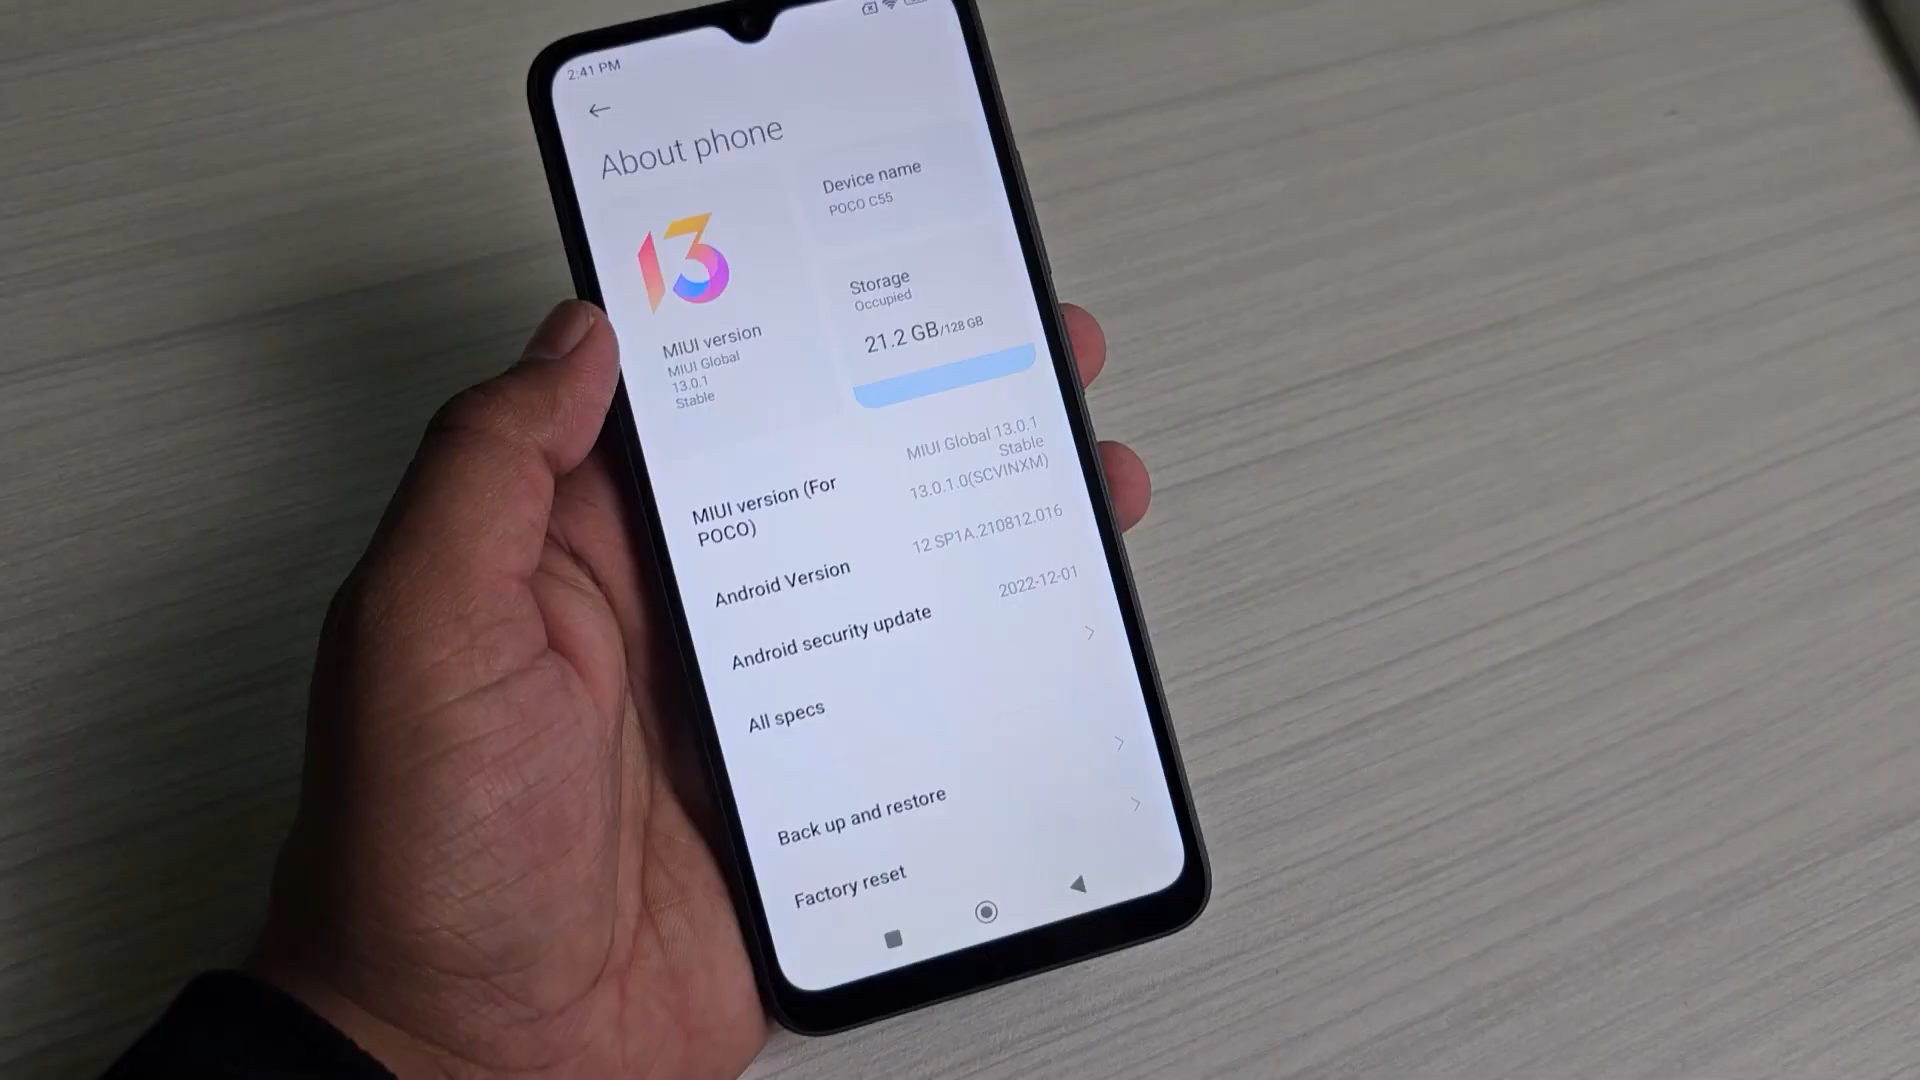 2:41 PM
About phone
13
MIUI version
MIUI Global
13.0.1
Stable
Device name
POCO C55
Storage
Occupied
21.2 GB/128 GB
MIUI version (For
POCO)
MIUI Global 13.0.1
Stable
13.0.1.0(SCVINXM)
Android Version
12 SP1A.210812.016
Android security update
2022-12-01
All specs
Back up and restore
Factory reset